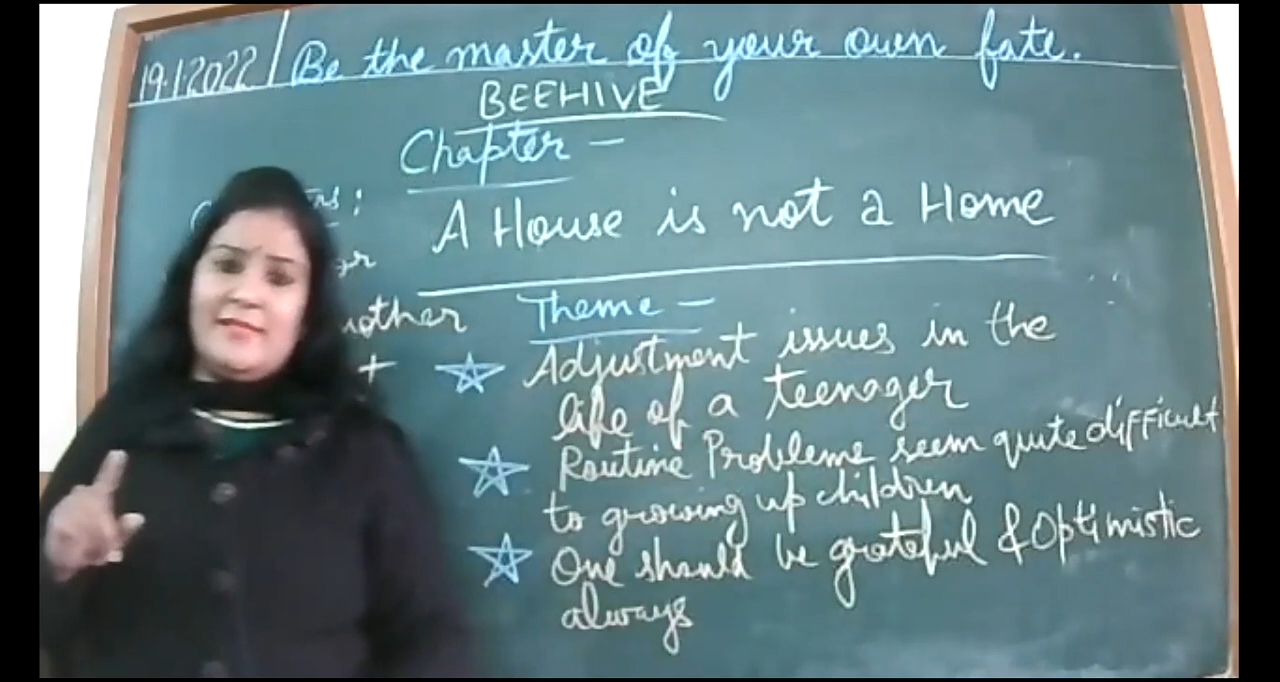 19.1.2022 Be the master of your own fate.
BEEHIVE
Chapter -
A House is not a Home
Theme -
Adjustment issues in the
life of a teenager
Routine Problems seem quite difficult
to growing up children
One should be grateful & Optimistic
always